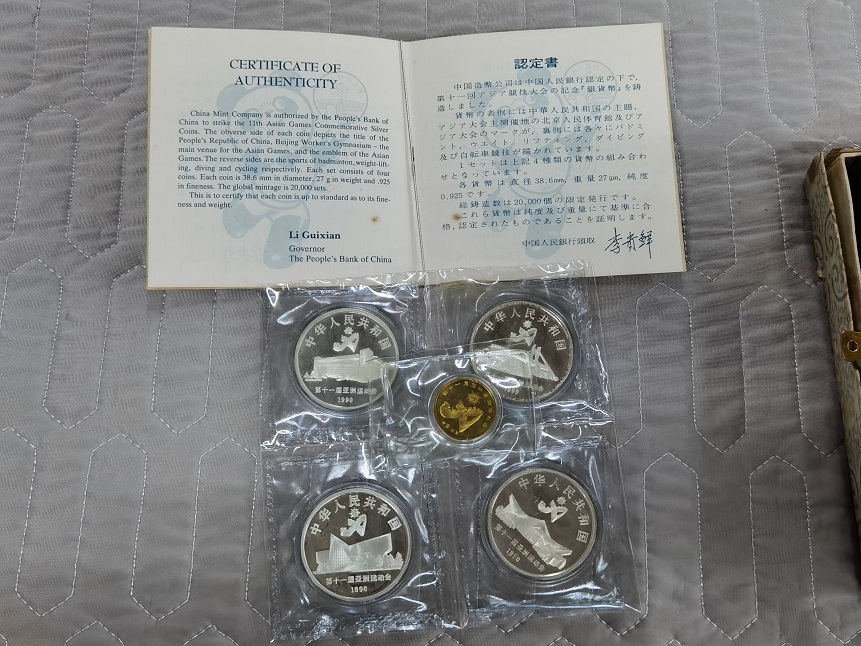 CERTIFICATE OF
AUTHENTICITY
China Mint Company is authorized by the People's Bank of
China to strike the 11th Asian Games Commemorative Silver
Coins. The obverse side of each coin depicts the title of the
People's Republic of China, Beijing Worker's Gymnasium – the
main venue for the Asian Games, and the emblem of the Asian
Games. The reverse sides are the sports of badminton, weight-lift-
ing, diving and cycling respectively. Each set consists of four
coins. Each coin is 38.6 mm in diameter, 27 g in weight and .925
in fineness. The global mintage is 20,000 sets.
This is to certify that each coin is up to standard as to its fine-
ness and weight.
Li Guixian
Governor
The People's Bank of China
認定書
中国造幣公司は中国人民銀行認定の下で,
第十一回アジア競技大会の記念『銀貨幣』を鋳
造しました。
貨幣の表側には中華人民共和国の主題,
アジア大会主開催地の北京人民体育館及びア
ジア大会のマークが, 裏側には各々にバドミ
ントン, ウエイト, リフティング, ダイビング
及び自転車競技が描かれています。
1セットは上記4種類の貨幣の組み合わ
せとなっています。
各貨幣は直径38.6mm, 重量27gm, 純度
0.925です。
総鋳造数は20,000個の限定発行です。
これら貨幣は純度及び重量にて基準に合
格, 認定されたものであることを証明します。
中国人民銀行頭取
李贵鲜
中华人民共和国
第十一届亚洲运动会
1990
中华人民共和国
1990
中华人民共和国
第十一届亚洲运动会
1990
中华人民共和国
第十一届亚洲运动会
1990